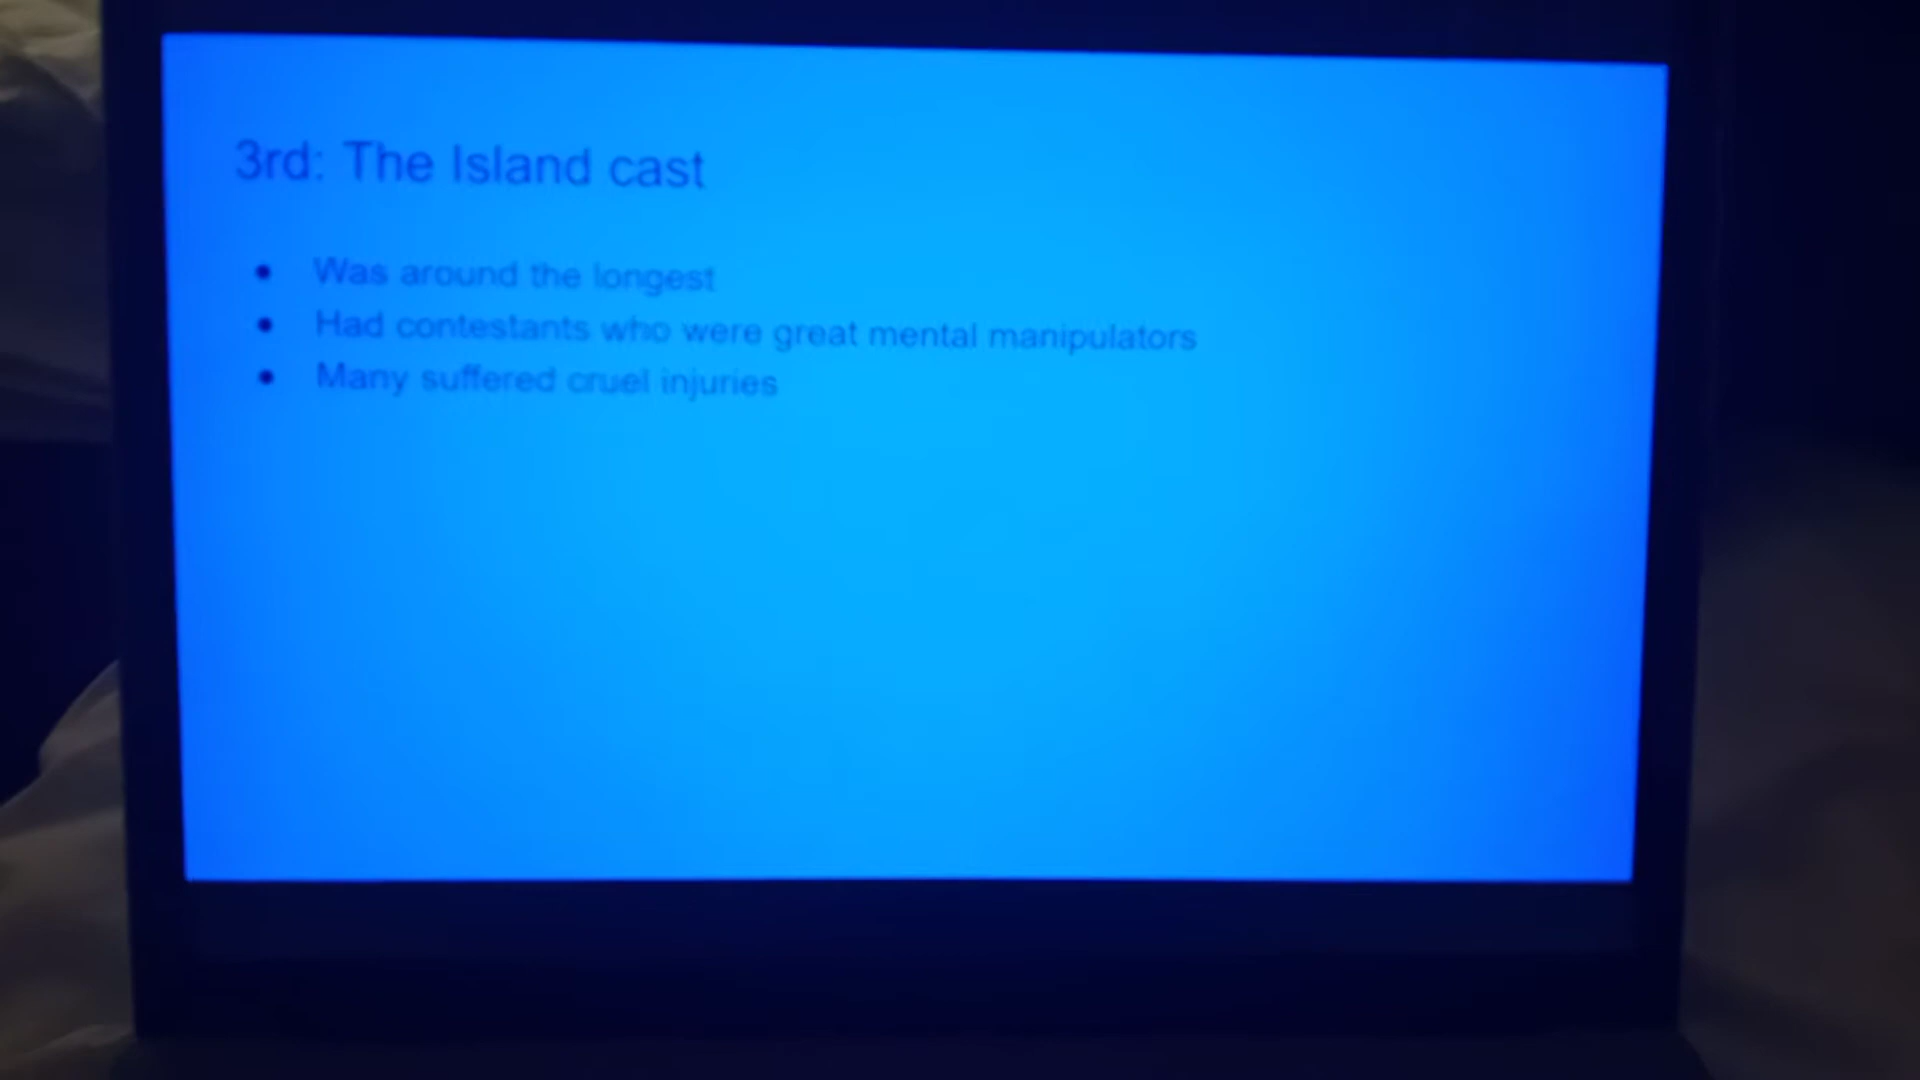 3rd: The Island cast
● Was around the longest
● Had contestants who were great mental manipulators
● Many suffered cruel injuries